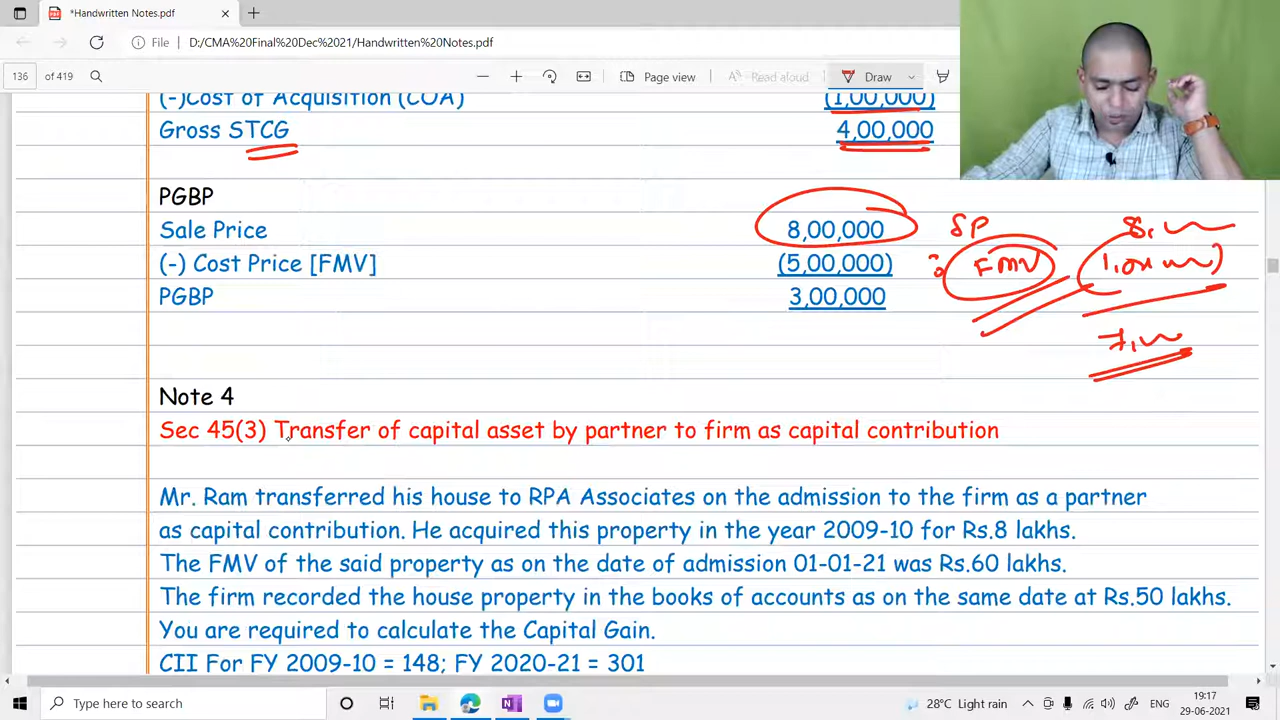 *Handwritten Notes.pdf
File D:/CMA%20Final%20Dec%2021/Handwritten%20Notes.pdf
136 of 419 Page view Read aloud Draw
(-)Cost of Acquisition (COA) (1,00,000)
Gross STCG 4,00,000
PGBP
Sale Price 8,00,000 SP
(-) Cost Price [FMV] (5,00,000) FMV
PGBP 3,00,000
Note 4
Sec 45(3) Transfer of capital asset by partner to firm as capital contribution
Mr. Ram transferred his house to RPA Associates on the admission to the firm as a partner
as capital contribution. He acquired this property in the year 2009-10 for Rs.8 lakhs.
The FMV of the said property as on the date of admission 01-01-21 was Rs.60 lakhs.
The firm recorded the house property in the books of accounts as on the same date at Rs.50 lakhs.
You are required to calculate the Capital Gain.
CII For FY 2009-10 = 148; FY 2020-21 = 301
Type here to search 28°C Light rain ENG 19:17
29-06-2021